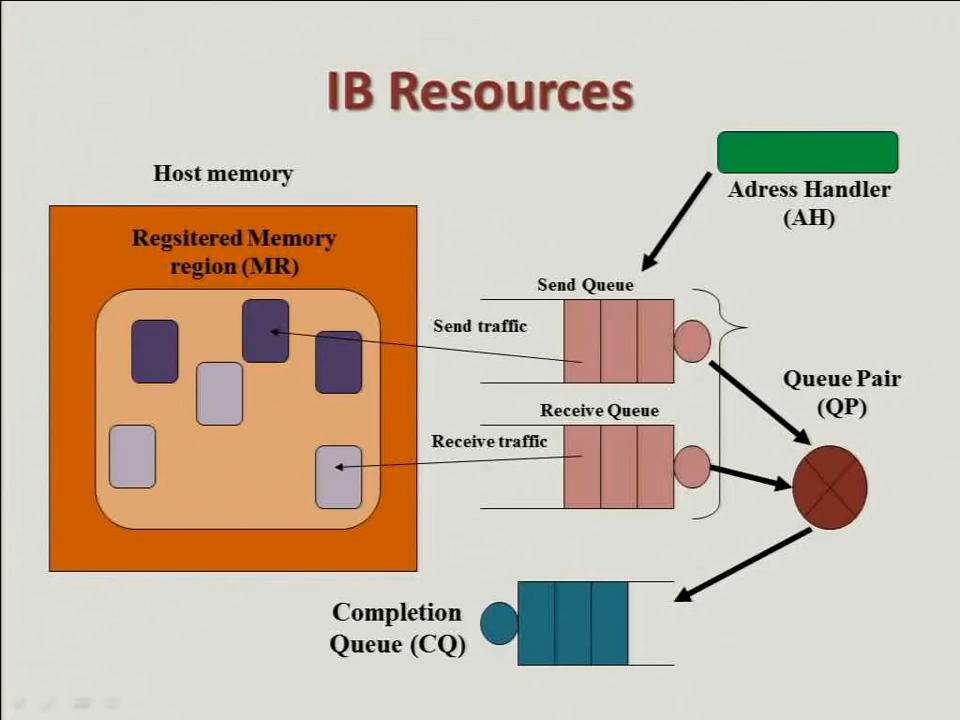 IB Resources
Host memory
Adress Handler
(AH)
Regsitered Memory
region (MR)
Send Queue
Send traffic
Queue Pair
(QP)
Receive Queue
Receive traffic
Completion
Queue (CQ)